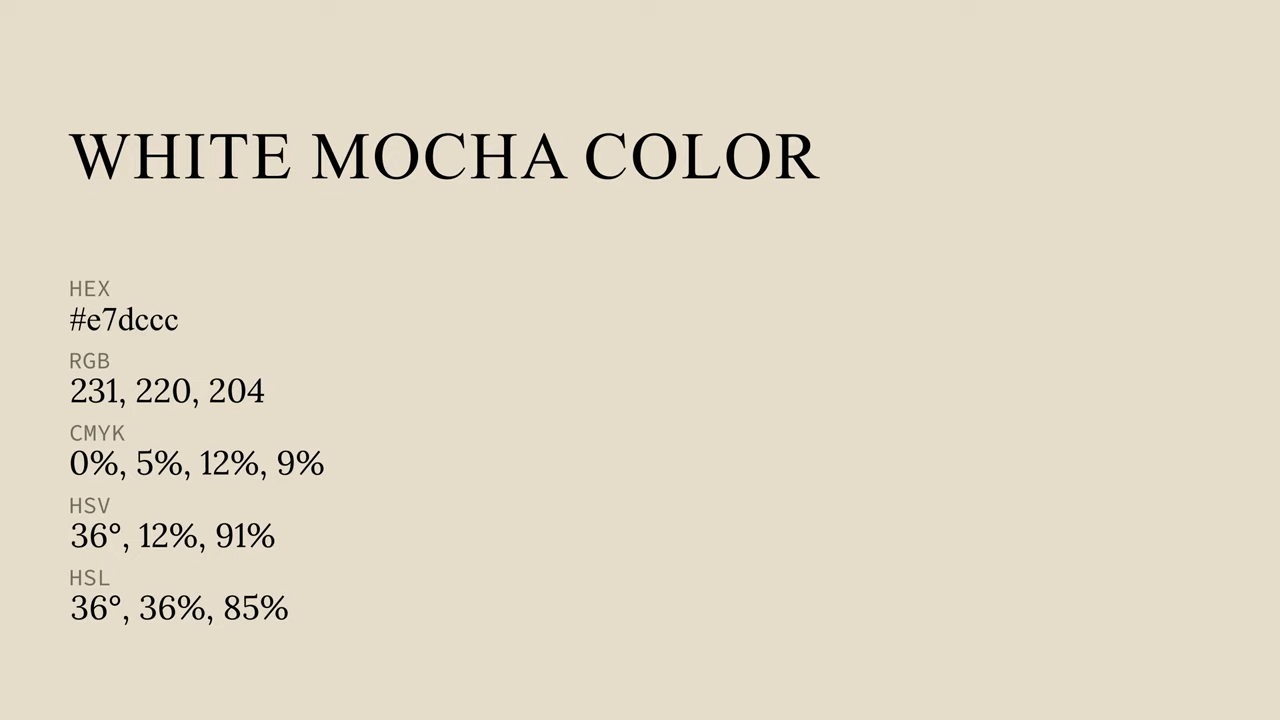 WHITE MOCHA COLOR
HEX
#e7dccc
RGB
231, 220, 204
CMYK
0%, 5%, 12%, 9%
HSV
36°, 12%, 91%
HSL
36°, 36%, 85%